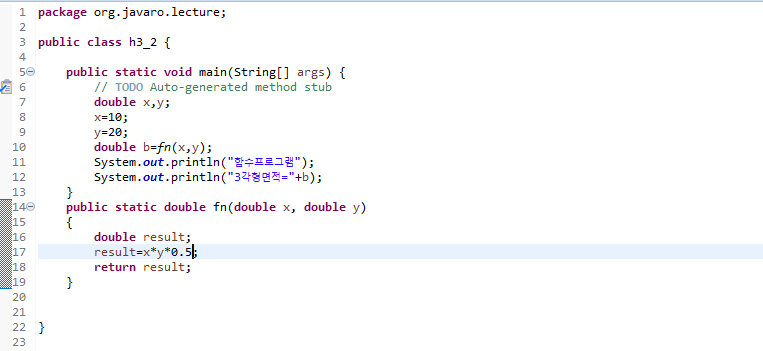 1 package org.javaro.lecture;
2
3 public class h3_2 {
4
5 public static void main(String[] args) {
6 // TODO Auto-generated method stub
7 double x,y;
8 x=10;
9 y=20;
10 double b=fn(x,y);
11 System.out.println("함수프로그램");
12 System.out.println("3각형면적="+b);
13 }
14 public static double fn(double x, double y)
15 {
16 double result;
17 result=x*y*0.5;
18 return result;
19 }
20
21
22 }
23